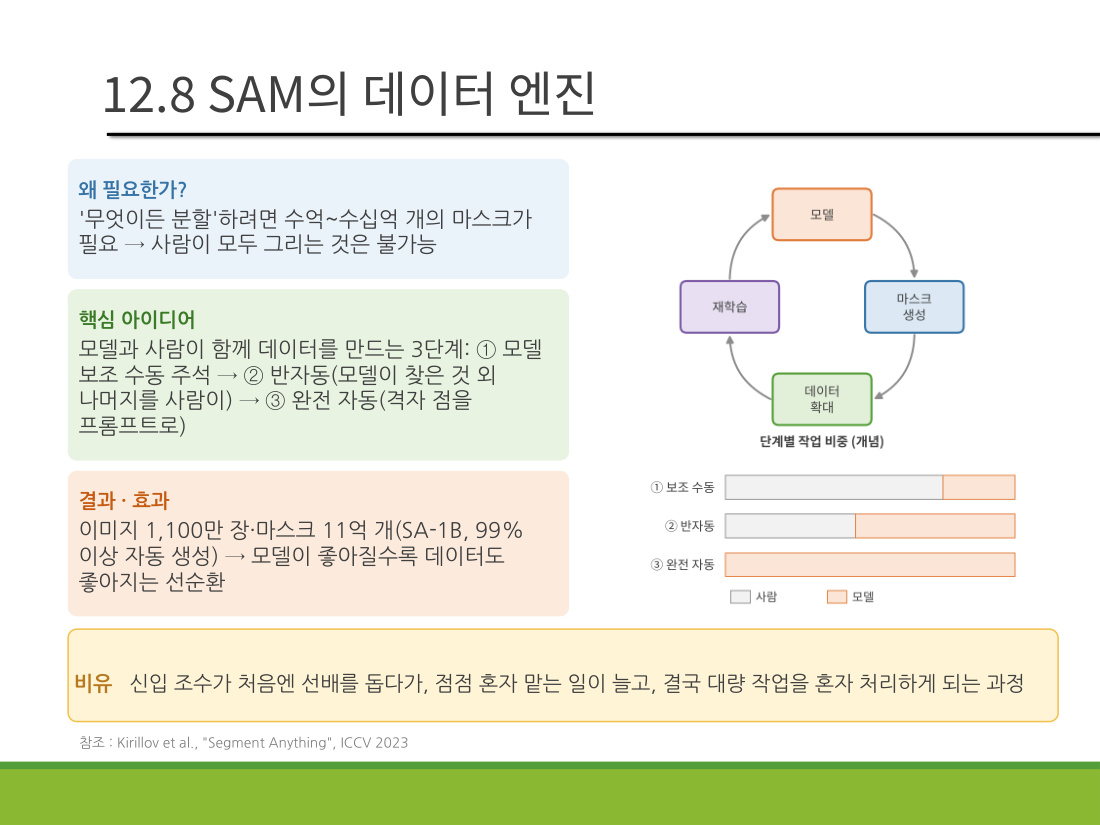 12.8 SAM의 데이터 엔진
왜 필요한가?
'무엇이든 분할'하려면 수억~수십억 개의 마스크가
필요 → 사람이 모두 그리는 것은 불가능
핵심 아이디어
모델과 사람이 함께 데이터를 만드는 3단계: ① 모델
보조 수동 주석 → ② 반자동(모델이 찾은 것 외
나머지를 사람이) → ③ 완전 자동(격자 점을
프롬프트로)
결과 · 효과
이미지 1,100만 장·마스크 11억 개(SA-1B, 99%
이상 자동 생성) → 모델이 좋아질수록 데이터도
좋아지는 선순환
모델
재학습
마스크
생성
데이터
확대
단계별 작업 비중 (개념)
① 보조 수동
② 반자동
③ 완전 자동
사람
모델
비유 신입 조수가 처음엔 선배를 돕다가, 점점 혼자 맡는 일이 늘고, 결국 대량 작업을 혼자 처리하게 되는 과정
참조 : Kirillov et al., "Segment Anything", ICCV 2023